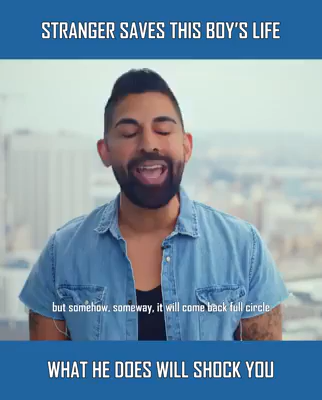 STRANGER SAVES THIS BOY'S LIFE
but somehow, someway, it will come back full circle
WHAT HE DOES WILL SHOCK YOU